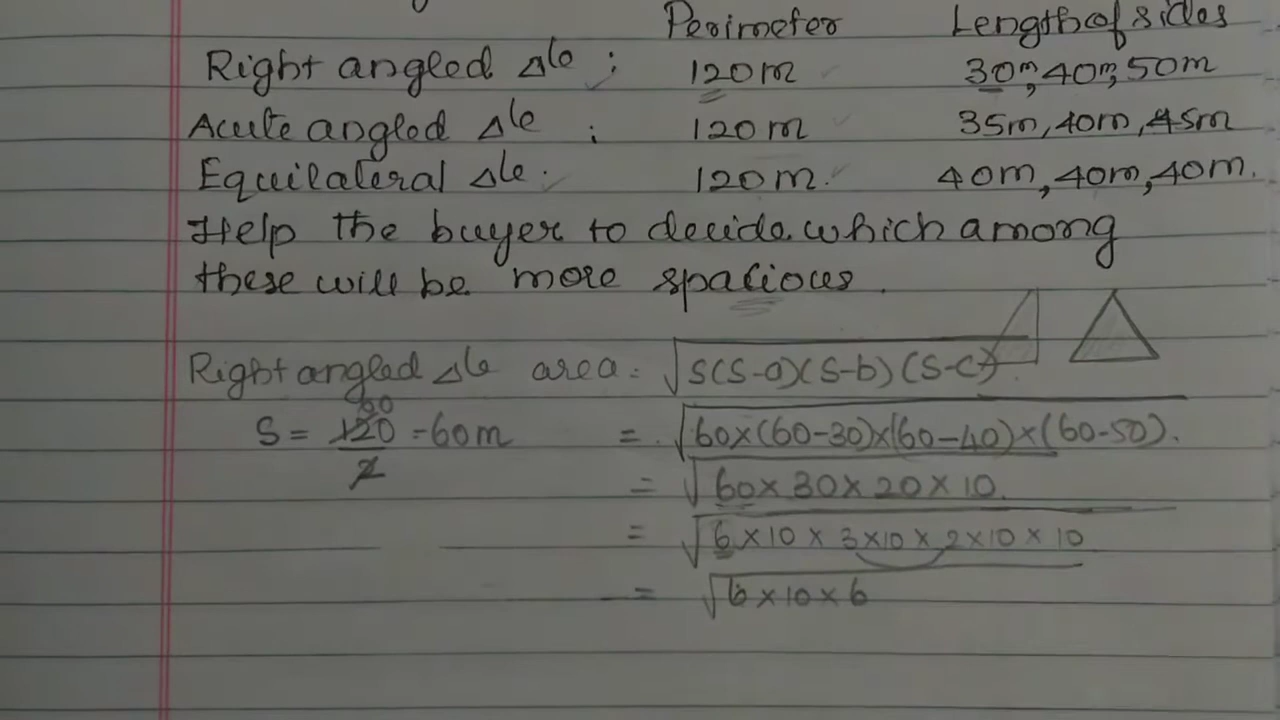 Perimeter Length of sides
Right angled Δle : 120m 30m, 40m, 50m
Acute angled Δle : 120m 35m, 40m, 45m
Equilateral Δle. 120m. 40m, 40m, 40m.
Help the buyer to decide which among
these will be more spacious.
Right angled Δle area = √S(S-a)(S-b)(S-c)
S = 120/2 = 60m = √60×(60-30)×(60-40)×(60-50).
60
= √60×30×20×10.
= √6×10×3×10×2×10×10
= √6×10×6